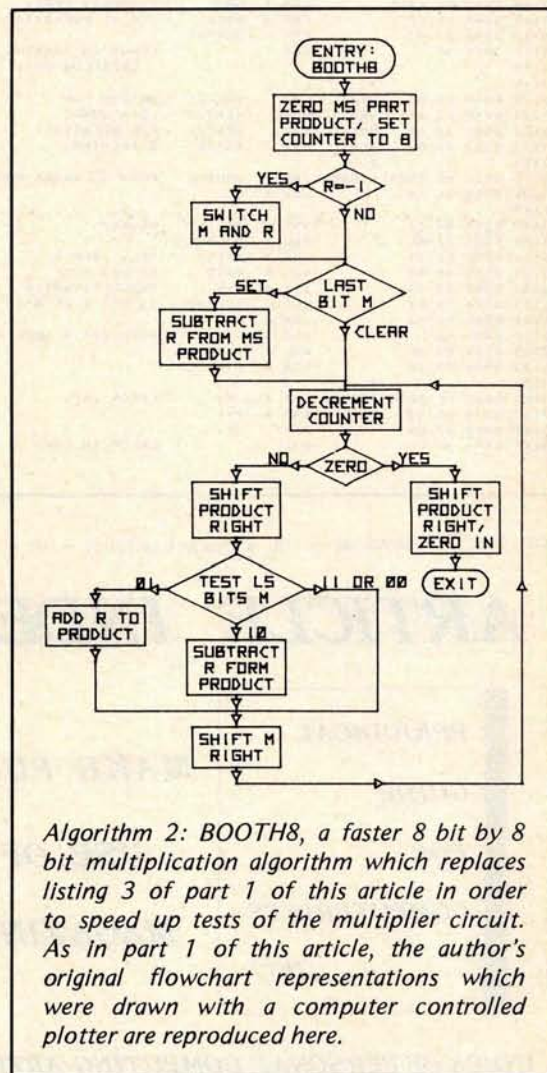 ENTRY:
BOOTH8
ZERO MS PART
PRODUCT, SET
COUNTER TO 8
YES
R=-1
NO
SWITCH
M AND R
SET
LAST
BIT M
CLEAR
SUBTRACT
R FROM MS
PRODUCT
DECREMENT
COUNTER
NO
ZERO
YES
SHIFT
PRODUCT
RIGHT
SHIFT
PRODUCT
RIGHT,
ZERO IN
EXIT
01
TEST LS
BITS M
11 OR 00
ADD R TO
PRODUCT
10
SUBTRACT
R FORM
PRODUCT
SHIFT M
RIGHT
Algorithm 2: BOOTH8, a faster 8 bit by 8
bit multiplication algorithm which replaces
listing 3 of part 1 of this article in order
to speed up tests of the multiplier circuit.
As in part 1 of this article, the author's
original flowchart representations which
were drawn with a computer controlled
plotter are reproduced here.